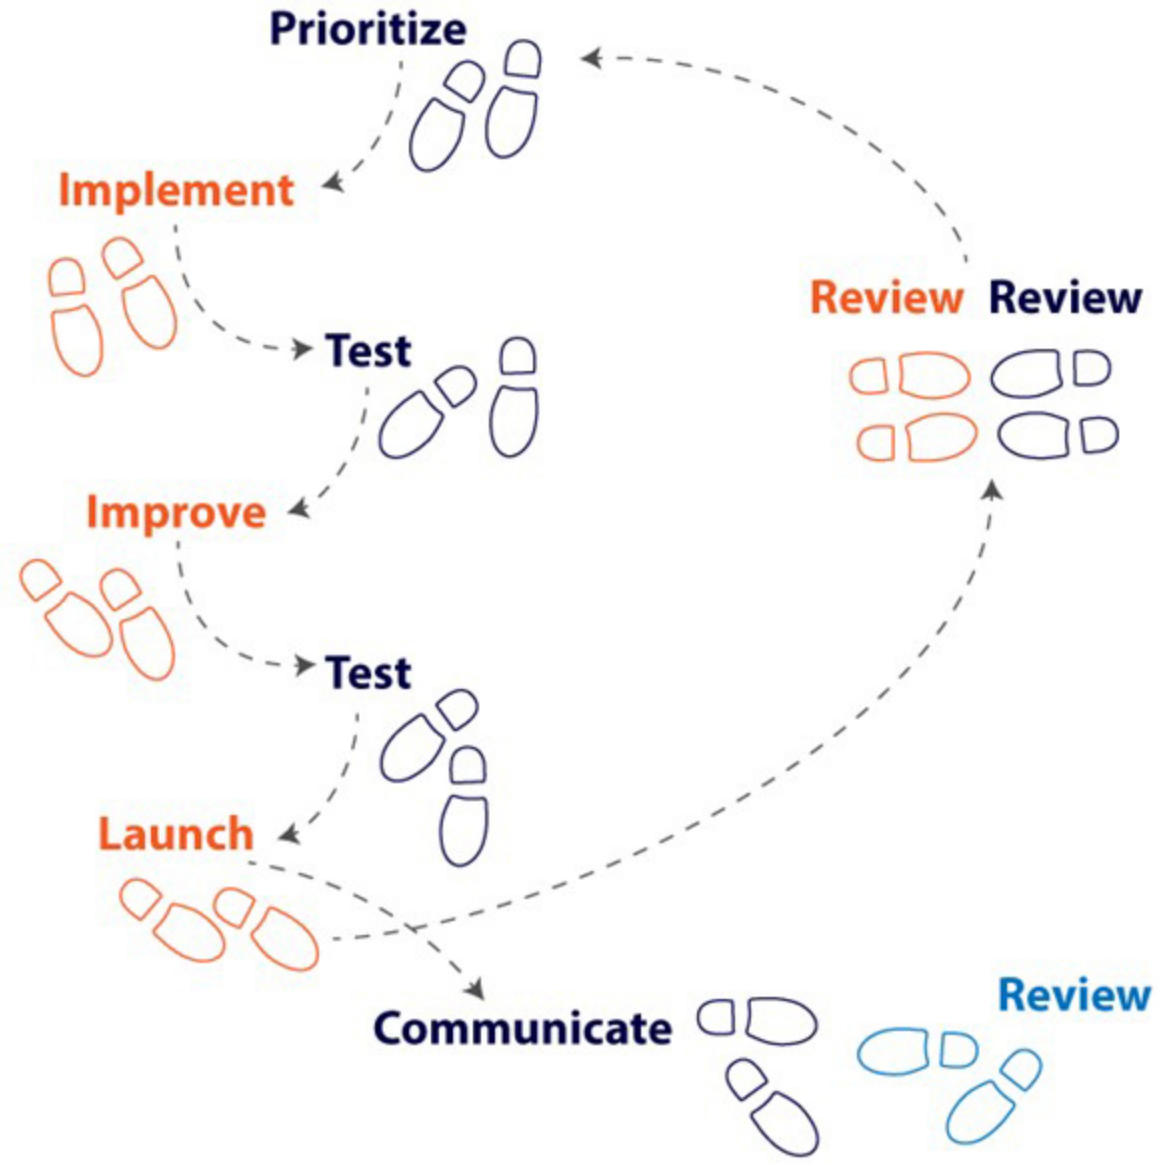 Prioritize
Implement
Review Review
Test
Improve
Test
Launch
Review
Communicate